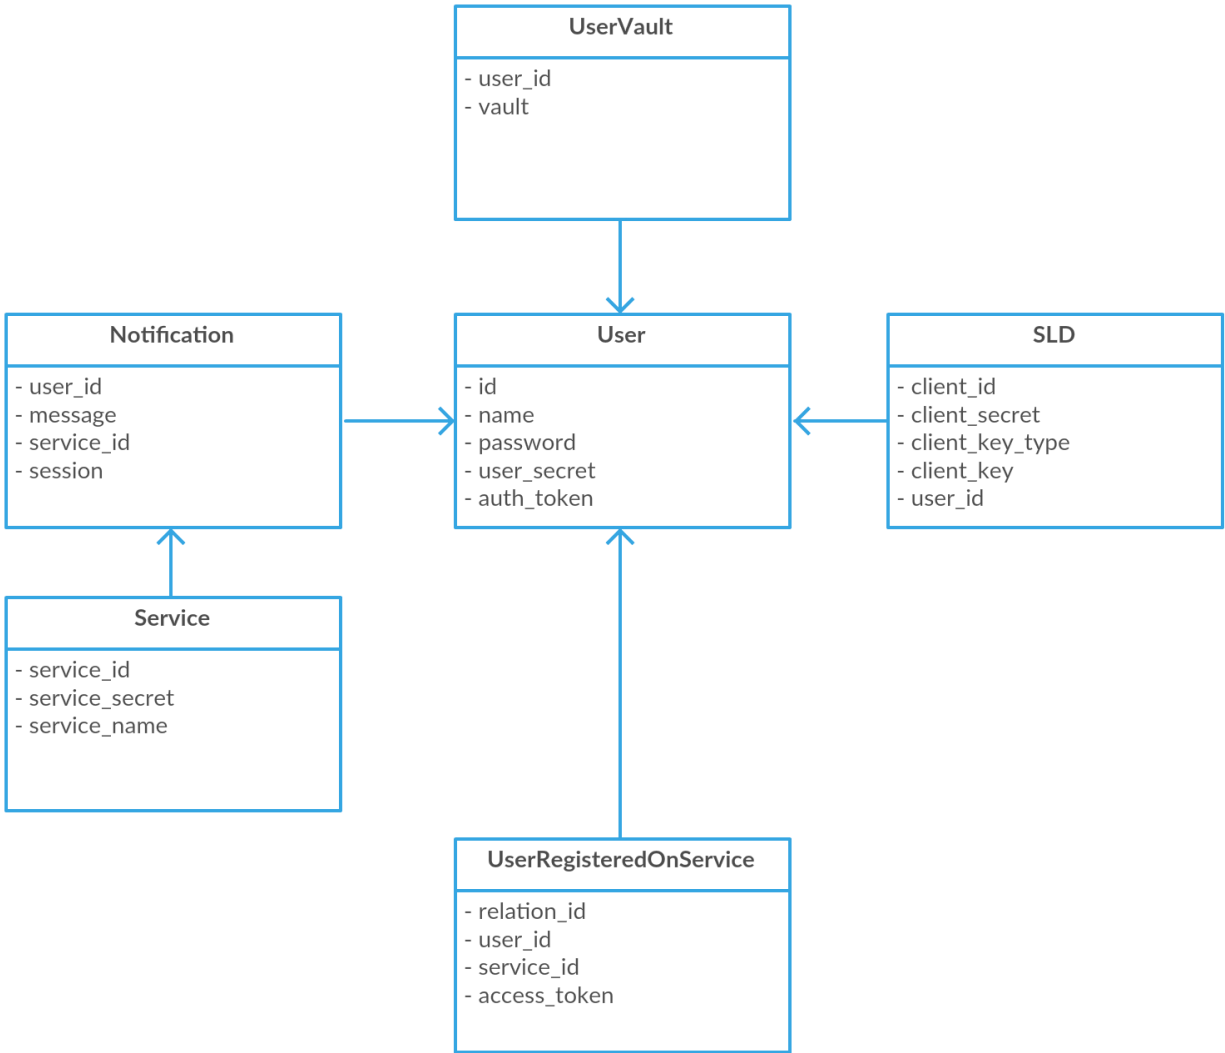 UserVault
- user_id
- vault
Notification
- user_id
- message
- service_id
- session
User
- id
- name
- password
- user_secret
- auth_token
SLD
- client_id
- client_secret
- client_key_type
- client_key
- user_id
Service
- service_id
- service_secret
- service_name
UserRegisteredOnService
- relation_id
- user_id
- service_id
- access_token